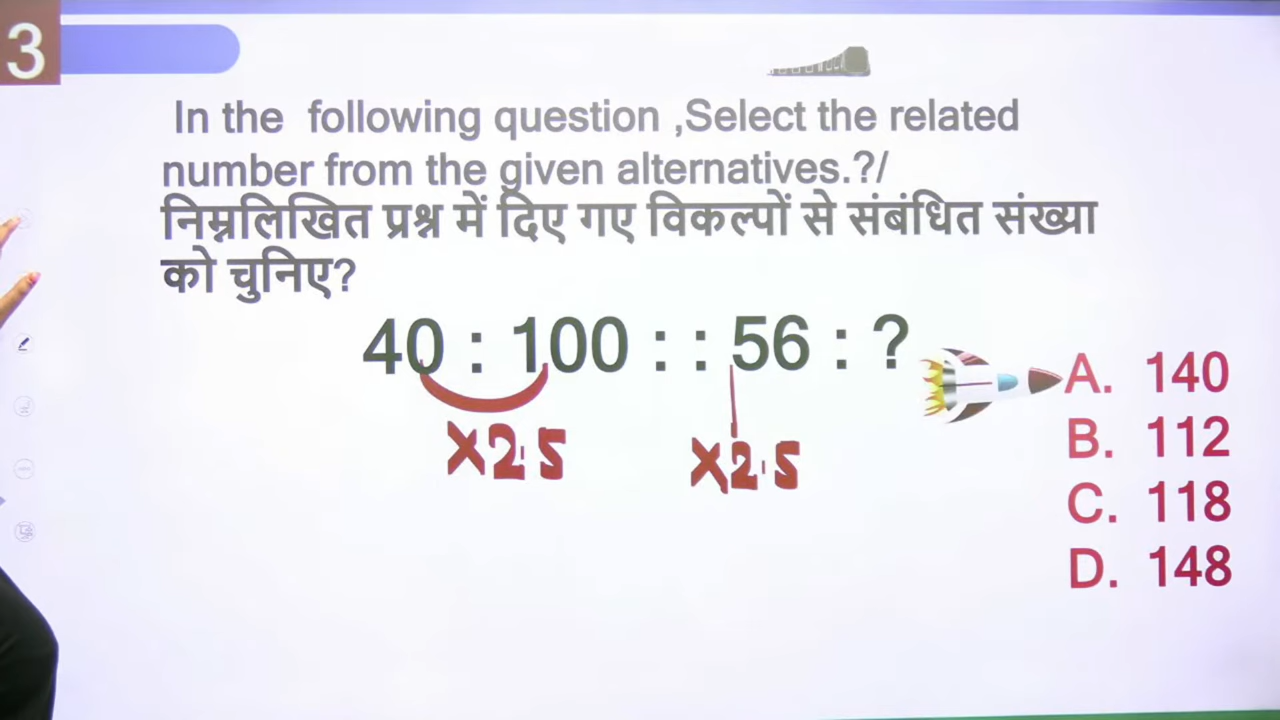 3
In the following question ,Select the related
number from the given alternatives.?/
निम्नलिखित प्रश्न में दिए गए विकल्पों से संबंधित संख्या
को चुनिए?
40 : 100 : : 56 : ?
×2.5 ×2.5
A. 140
B. 112
C. 118
D. 148